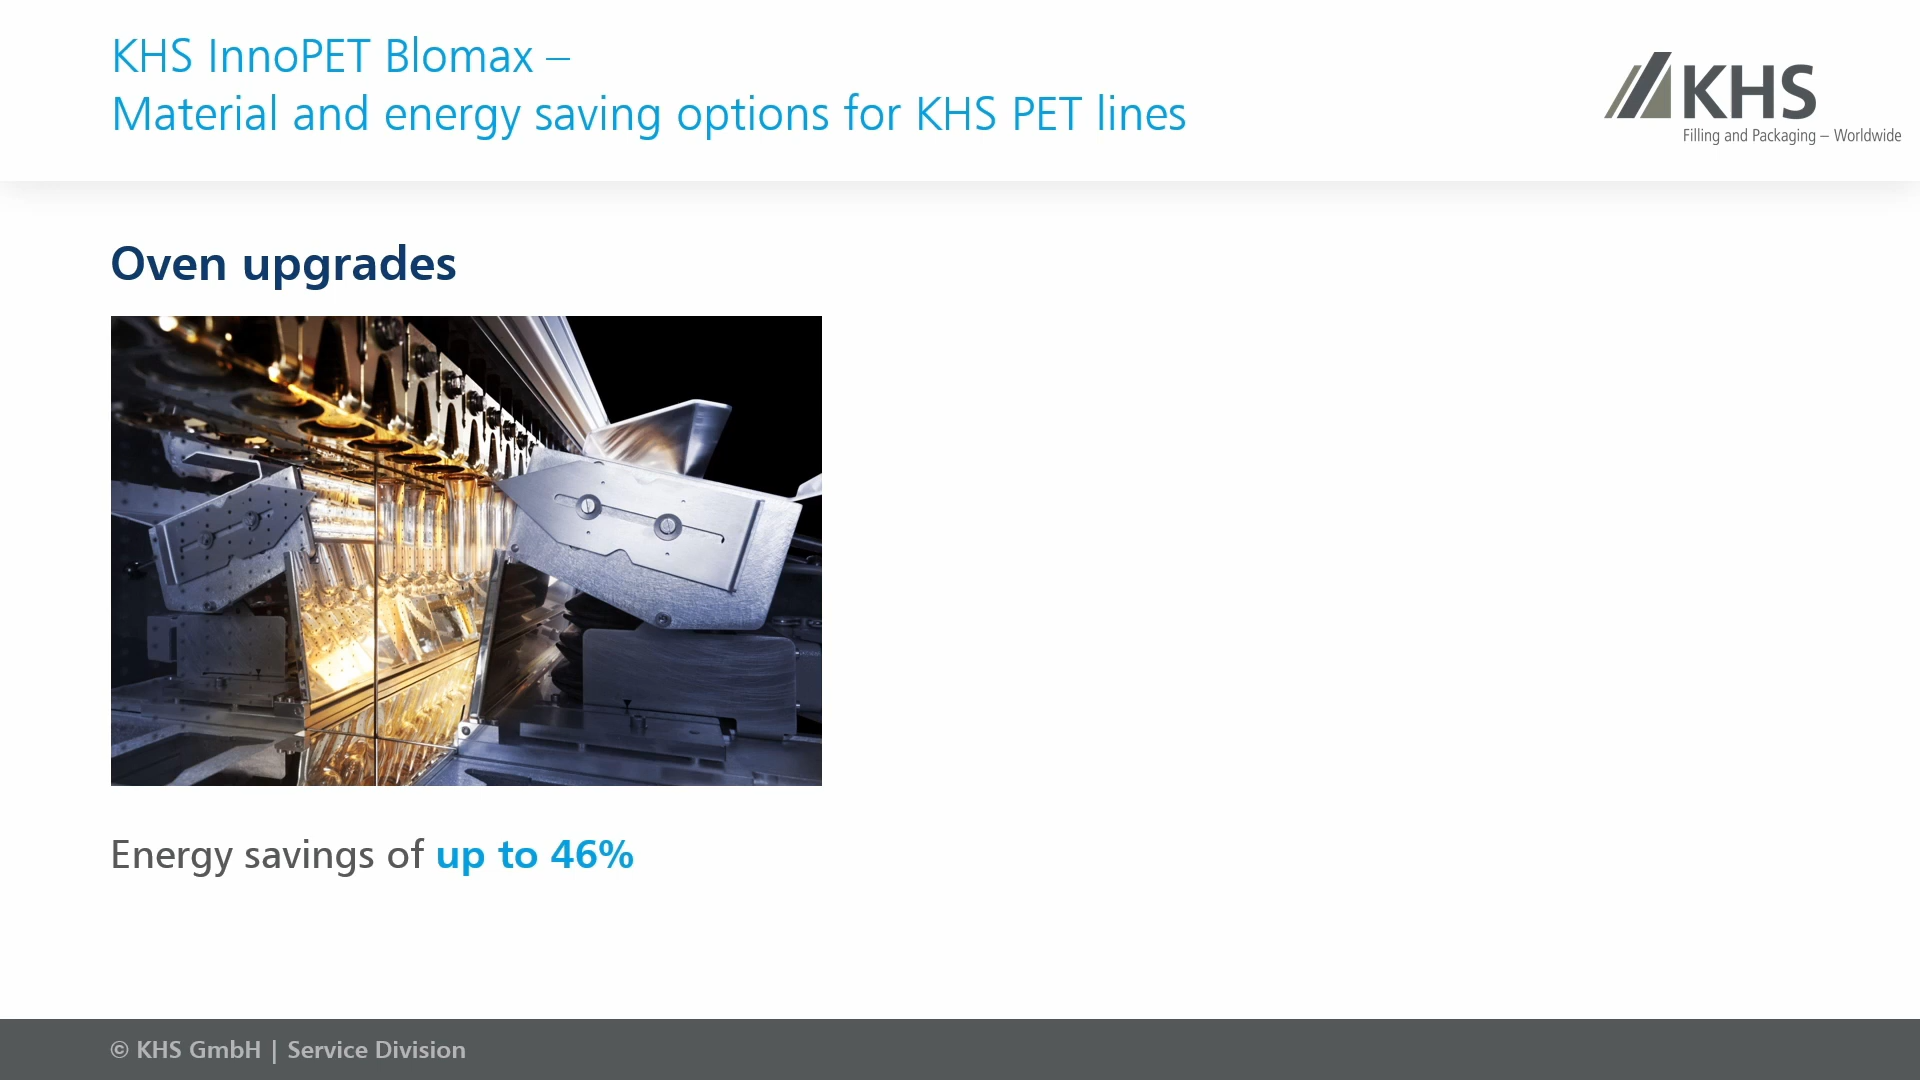 KHS InnoPET Blomax –
Material and energy saving options for KHS PET lines
KHS
Filling and Packaging – Worldwide
Oven upgrades
Energy savings of up to 46%
© KHS GmbH | Service Division